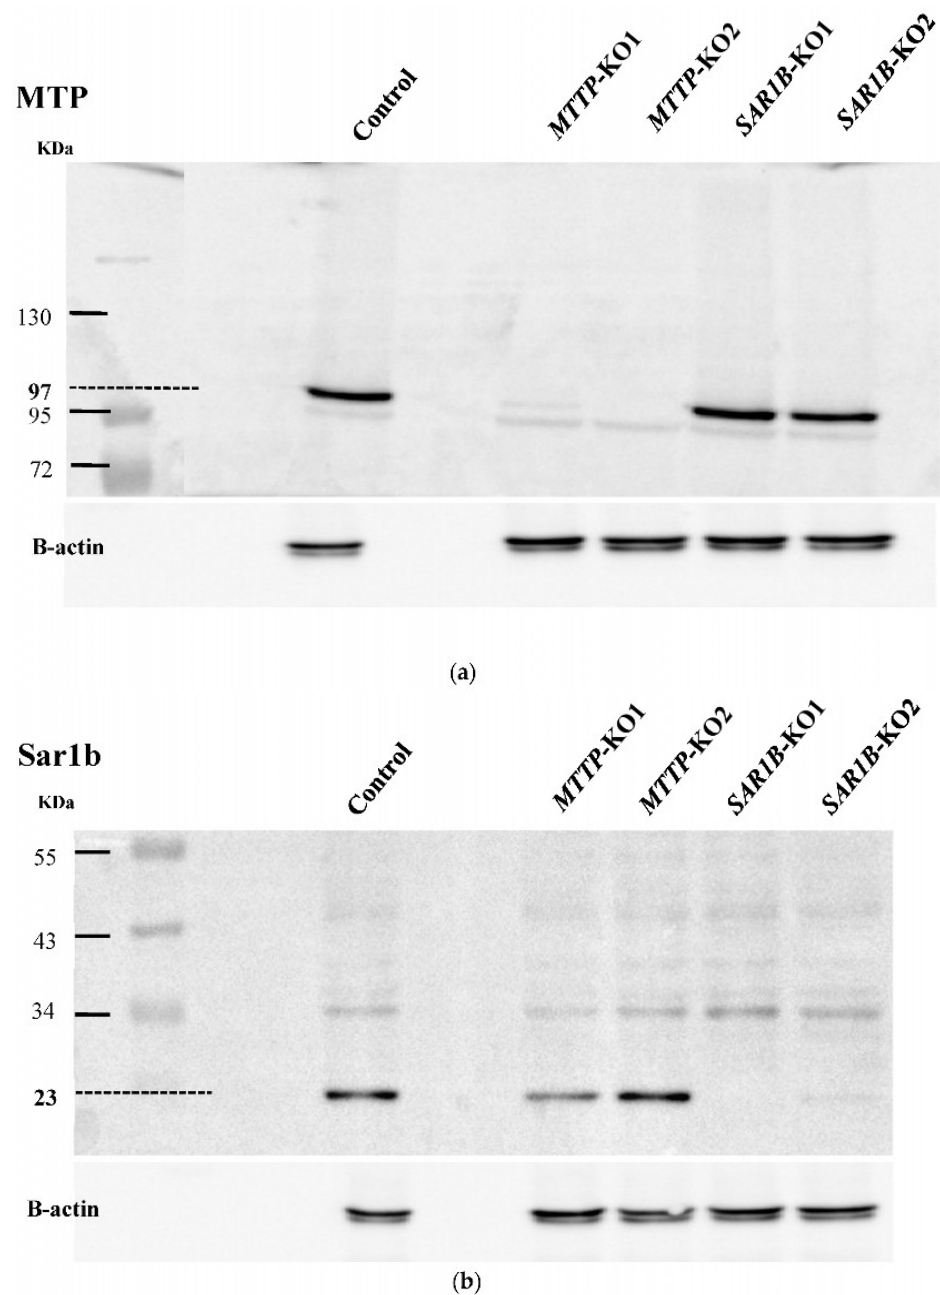 MTP
KDa
Control
MTTP-KO1
MTTP-KO2
SAR1B-KO1
SAR1B-KO2
130
97
95
72
B-actin
(a)
Sar1b
KDa
Control
MTTP-KO1
MTTP-KO2
SAR1B-KO1
SAR1B-KO2
55
43
34
23
B-actin
(b)